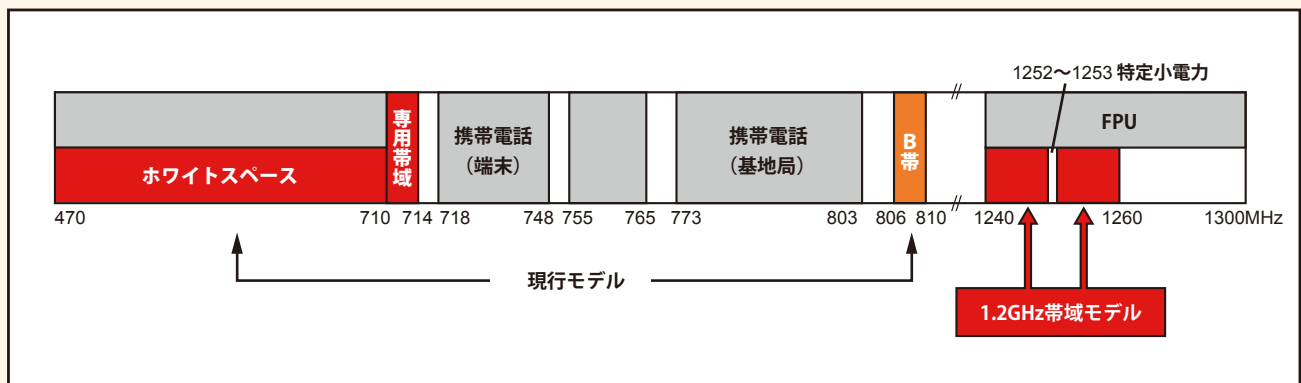 1252〜1253 特定小電力
ホワイトスペース
専用帯域
携帯電話
（端末）
携帯電話
（基地局）
B帯
FPU
470
710
714
718
748
755
765
773
803
806
810
1240
1260
1300MHz
現行モデル
1.2GHz帯域モデル